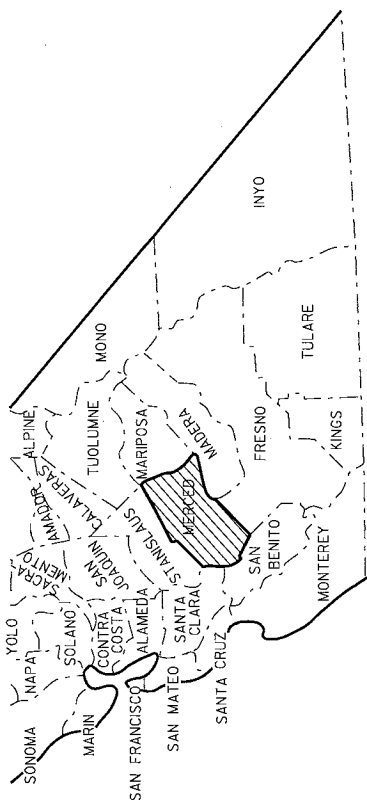 YOLO
NAPA
SONOMA
SOLANO
MARIN
SACRA
MENTO
AMADOR
ALPINE
CALAVERAS
SAN
JOAQUIN
CONTRA
COSTA
TUOLUMNE
MONO
STANISLAUS
ALAMEDA
SAN FRANCISCO
MARIPOSA
SANTA
CLARA
SAN MATEO
MERCED
MADERA
SANTA CRUZ
SAN
BENITO
FRESNO
INYO
MONTEREY
KINGS
TULARE